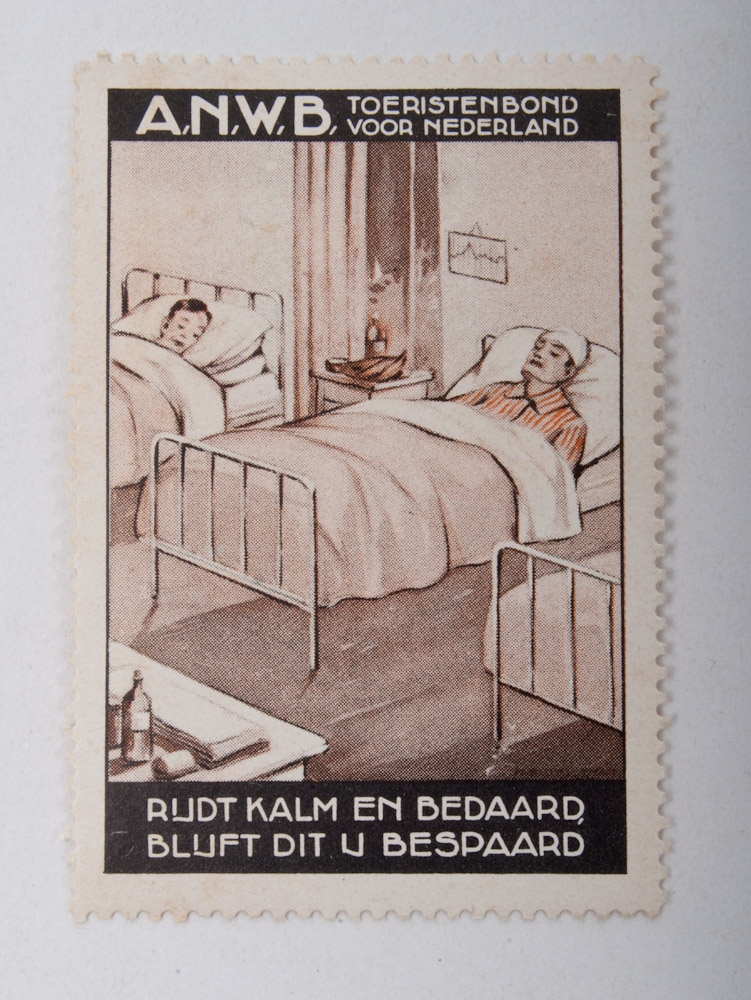 A.N.W.B. TOERISTENBOND
VOOR NEDERLAND
RIJDT KALM EN BEDAARD,
BLIJFT DIT U BESPAARD